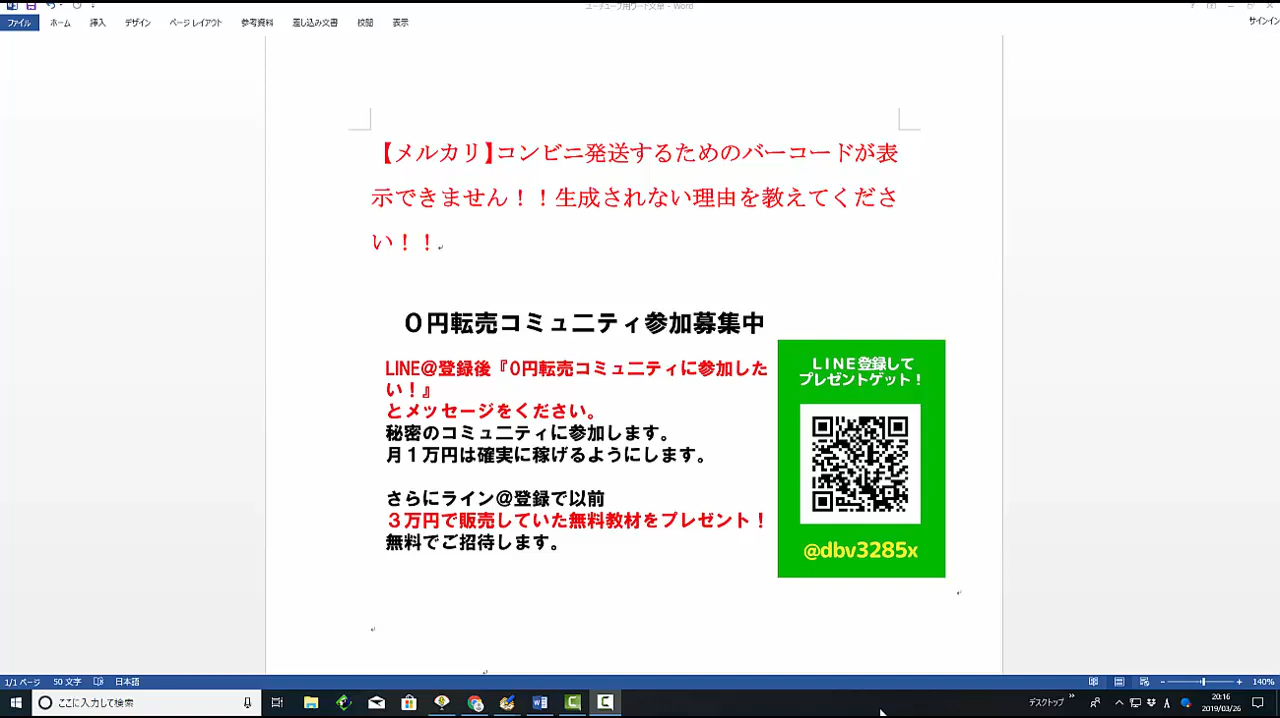 ユーチューブ用ワード文章 - Word
ファイル
ホーム
挿入
デザイン
ページ レイアウト
参考資料
差し込み文書
校閲
表示
サインイン
【メルカリ】コンビニ発送するためのバーコードが表
示できません！！生成されない理由を教えてくださ
い！！
０円転売コミュニティ参加募集中
LINE@登録後『0円転売コミュニティに参加した
い！』
とメッセージをください。
秘密のコミュニティに参加します。
月１万円は確実に稼げるようにします。
さらにライン@登録で以前
３万円で販売していた無料教材をプレゼント！
無料でご招待します。
ＬＩＮＥ登録して
プレゼントゲット！
@dbv3285x
1/1 ページ
50 文字
日本語
140%
ここに入力して検索
デスクトップ
20:16
2019/03/26